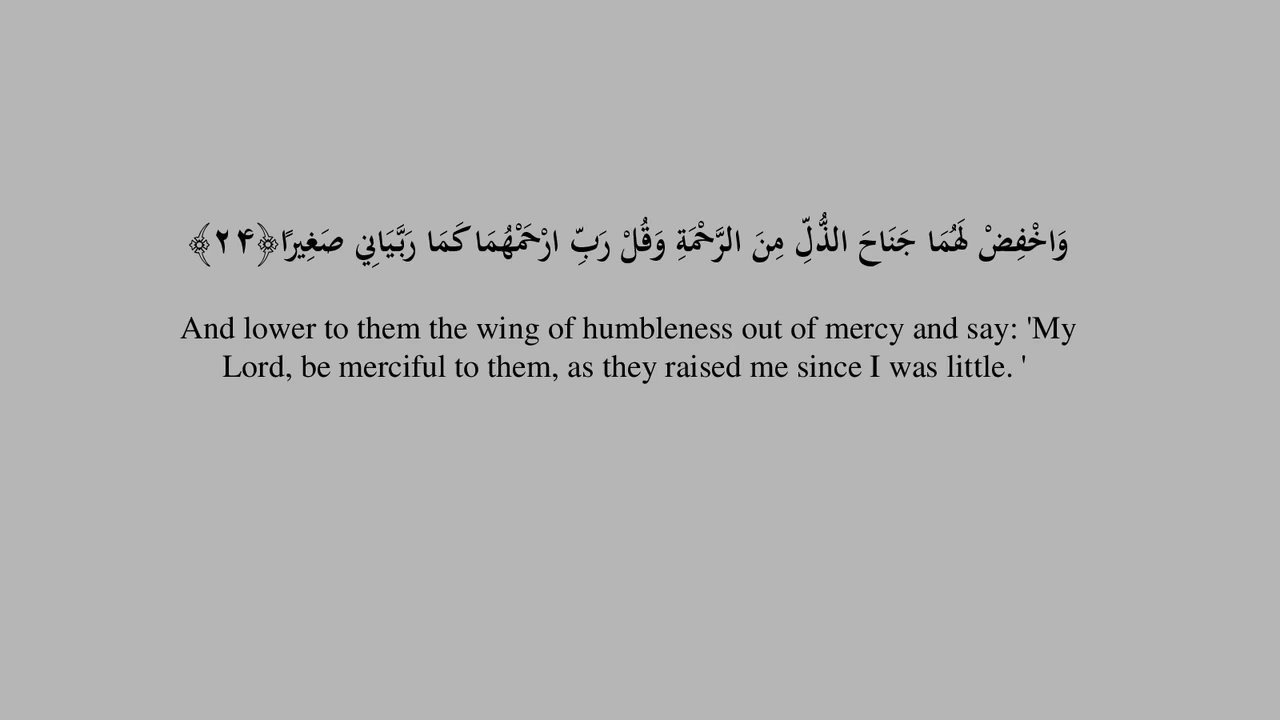 وَاخْفِضْ لَهُمَا جَنَاحَ الذُّلِّ مِنَ الرَّحْمَةِ وَقُلْ رَبِّ ارْحَمْهُمَا كَمَا رَبَّيَانِي صَغِيرًا﴿۲۴﴾
And lower to them the wing of humbleness out of mercy and say: 'My
Lord, be merciful to them, as they raised me since I was little. '